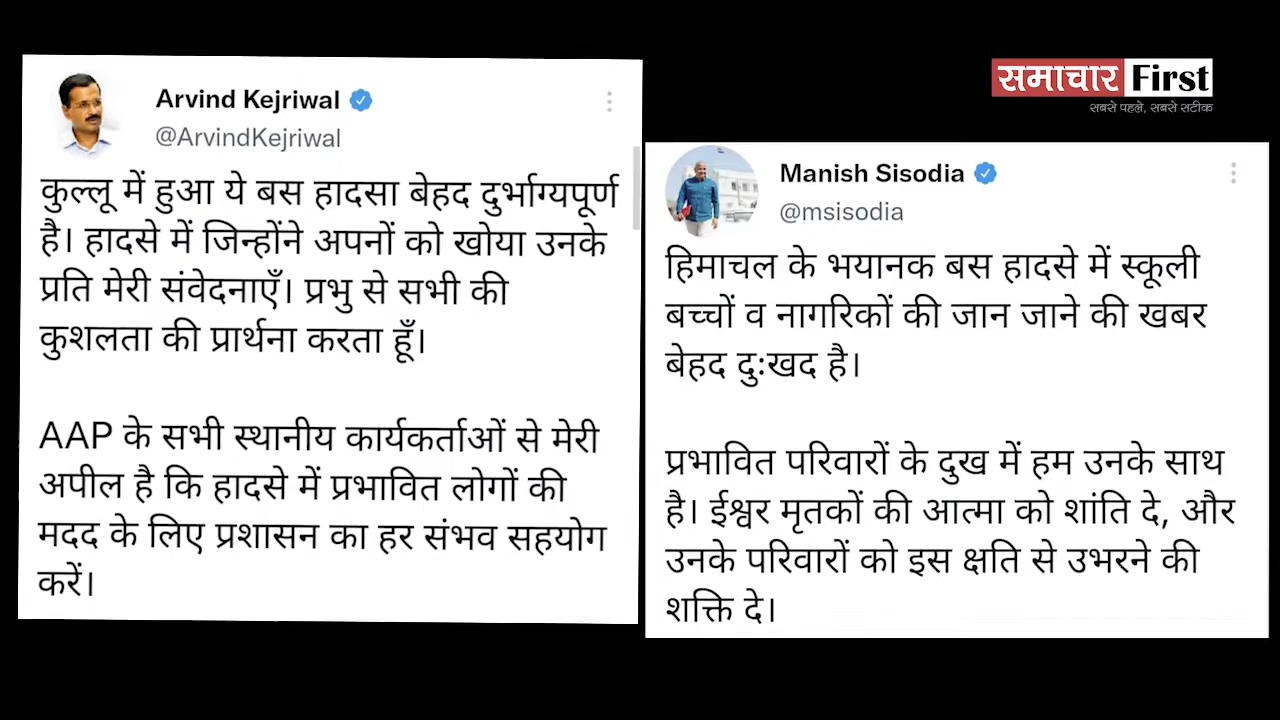 समाचार First
सबसे पहले, सबसे सटीक
Arvind Kejriwal
@ArvindKejriwal
कुल्लू में हुआ ये बस हादसा बेहद दुर्भाग्यपूर्ण
है। हादसे में जिन्होंने अपनों को खोया उनके
प्रति मेरी संवेदनाएँ। प्रभु से सभी की
कुशलता की प्रार्थना करता हूँ।
AAP के सभी स्थानीय कार्यकर्ताओं से मेरी
अपील है कि हादसे में प्रभावित लोगों की
मदद के लिए प्रशासन का हर संभव सहयोग
करें।
Manish Sisodia
@msisodia
हिमाचल के भयानक बस हादसे में स्कूली
बच्चों व नागरिकों की जान जाने की खबर
बेहद दु:खद है।
प्रभावित परिवारों के दुख में हम उनके साथ
है। ईश्वर मृतकों की आत्मा को शांति दे, और
उनके परिवारों को इस क्षति से उभरने की
शक्ति दे।